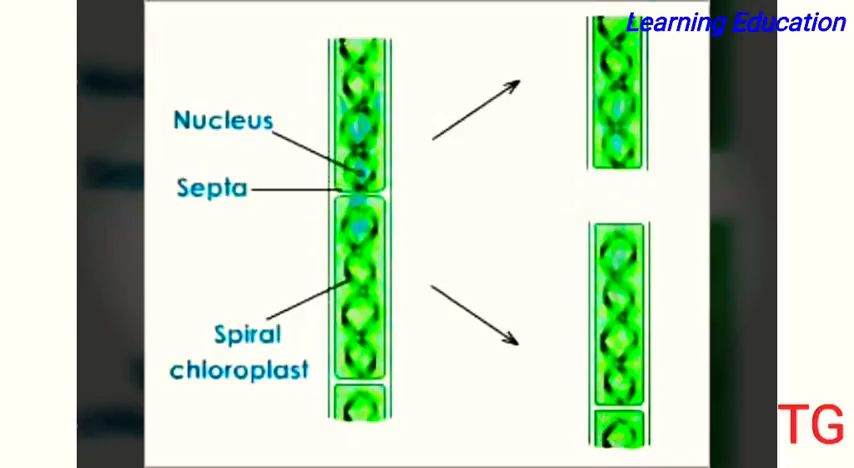 Learning Education
Nucleus
Septa
Spiral
chloroplast
TG